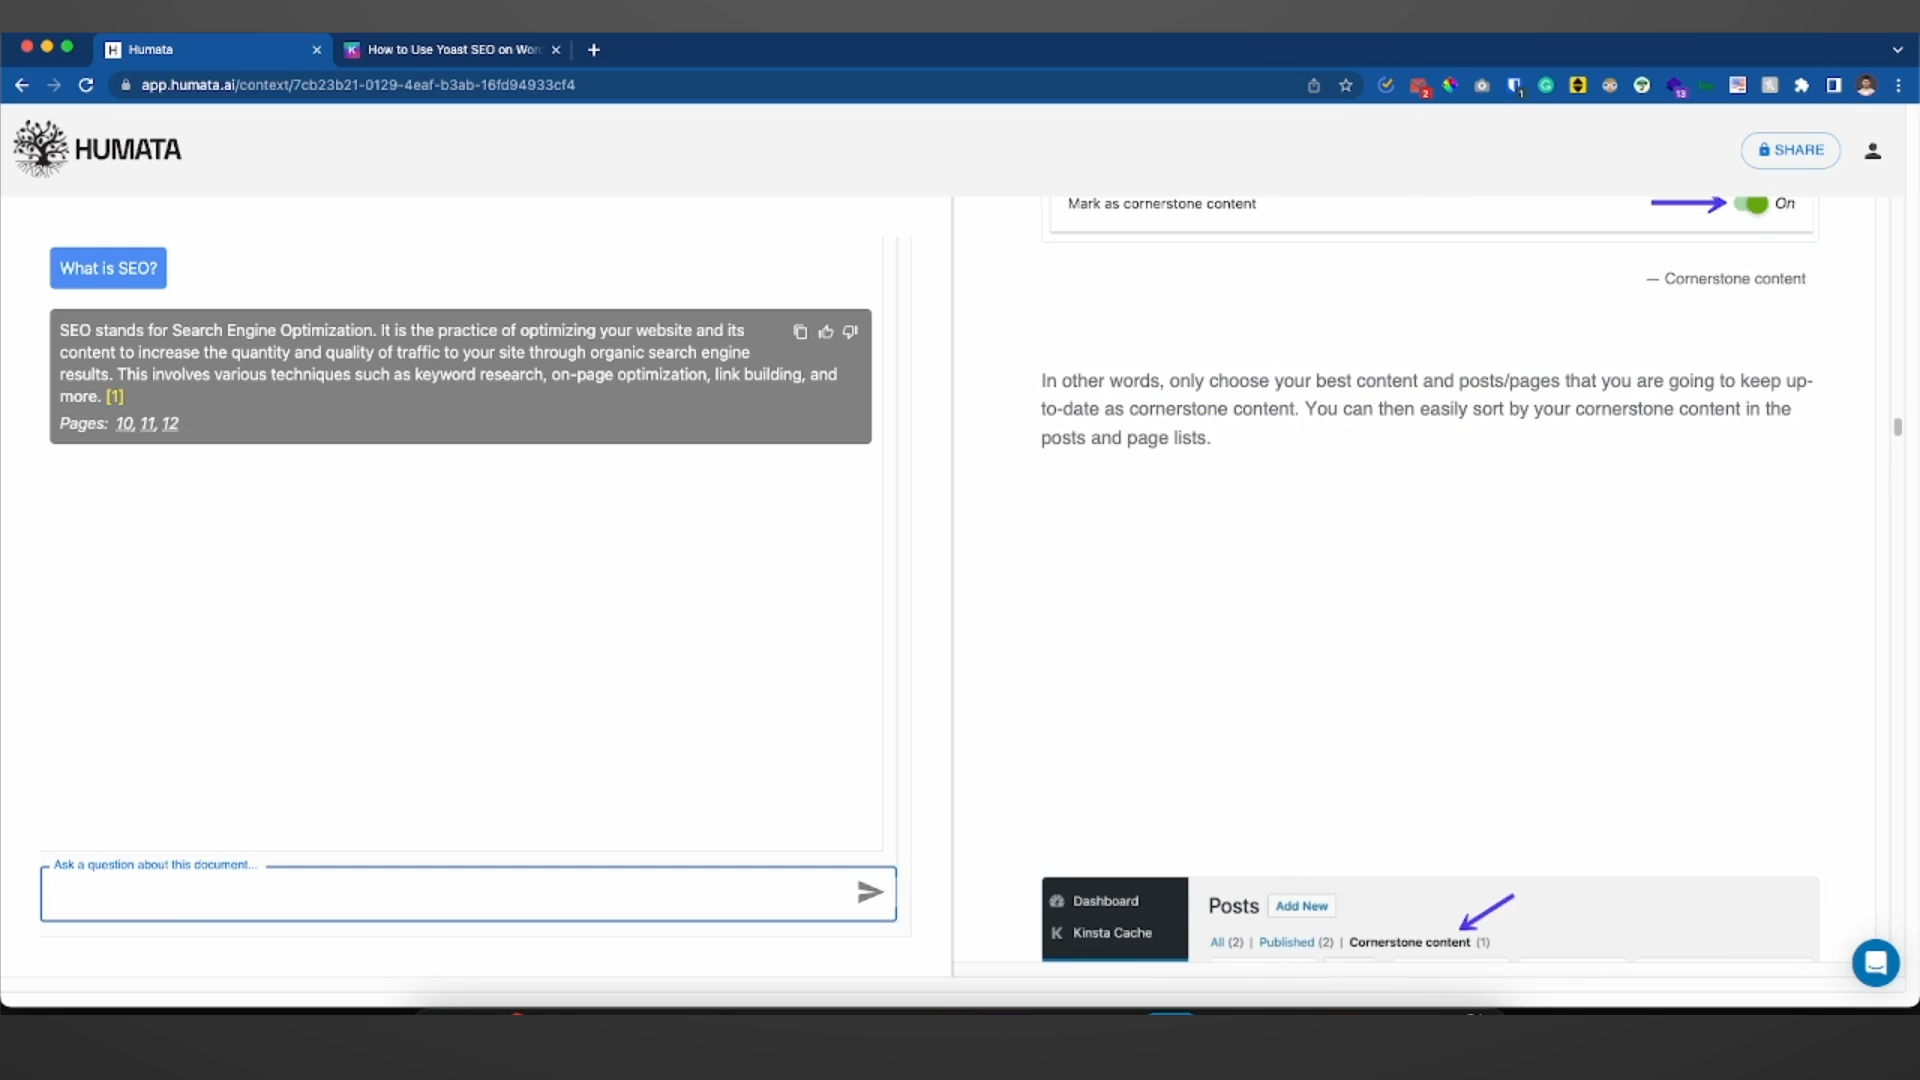 Humata
How to Use Yoast SEO on Wor
app.humata.ai/context/7cb23b21-0129-4eaf-b3ab-16fd94933cf4
2
1
13
HUMATA
SHARE
What is SEO?
SEO stands for Search Engine Optimization. It is the practice of optimizing your website and its
content to increase the quantity and quality of traffic to your site through organic search engine
results. This involves various techniques such as keyword research, on-page optimization, link building, and
more. [1]
Pages: 10, 11, 12
Ask a question about this document...
Mark as cornerstone content
On
— Cornerstone content
In other words, only choose your best content and posts/pages that you are going to keep up-
to-date as cornerstone content. You can then easily sort by your cornerstone content in the
posts and page lists.
Dashboard
Kinsta Cache
Posts Add New
All (2) | Published (2) | Cornerstone content (1)